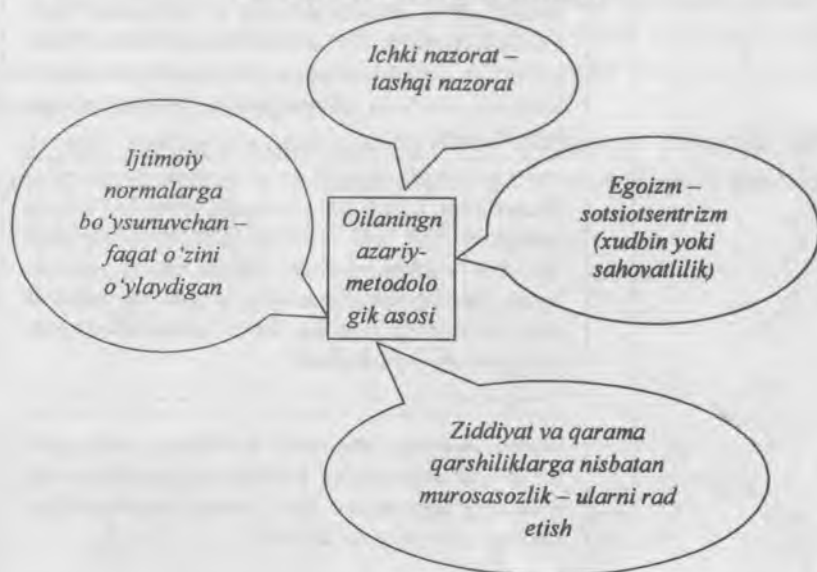 Ichki nazorat –
tashqi nazorat
Ijtimoiy
normalarga
bo‘ysunuvchan –
faqat o‘zini
o‘ylaydigan
Oilaningn
azariy-
metodolo
gik asosi
Egoizm –
sotsiotsentrizm
(xudbin yoki
sahovatlilik)
Ziddiyat va qarama
qarshiliklarga nisbatan
murosasozlik – ularni rad
etish